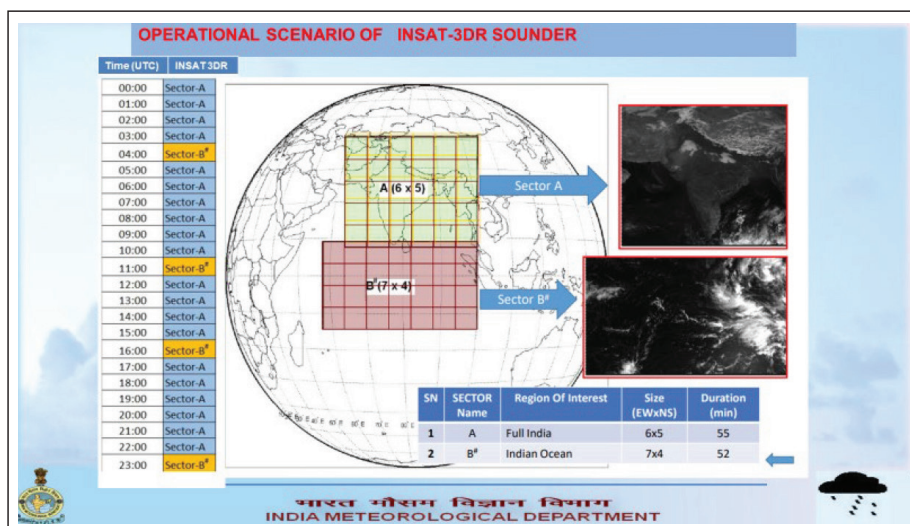 OPERATIONAL SCENARIO OF INSAT-3DR SOUNDER
Time (UTC) INSAT 3DR
00:00 Sector-A
01:00 Sector-A
02:00 Sector-A
03:00 Sector-A
04:00 Sector-B#
05:00 Sector-A
06:00 Sector-A
07:00 Sector-A
08:00 Sector-A
09:00 Sector-A
10:00 Sector-A
11:00 Sector-B#
12:00 Sector-A
13:00 Sector-A
14:00 Sector-A
15:00 Sector-A
16:00 Sector-B#
17:00 Sector-A
18:00 Sector-A
19:00 Sector-A
20:00 Sector-A
21:00 Sector-A
22:00 Sector-A
23:00 Sector-B#
A (6 x 5)
B#(7 x 4)
Sector A
Sector B#
SN SECTOR Name Region Of Interest Size (EWxNS) Duration (min)
1 A Full India 6x5 55
2 B# Indian Ocean 7x4 52
भारत मौसम विज्ञान विभाग
INDIA METEOROLOGICAL DEPARTMENT